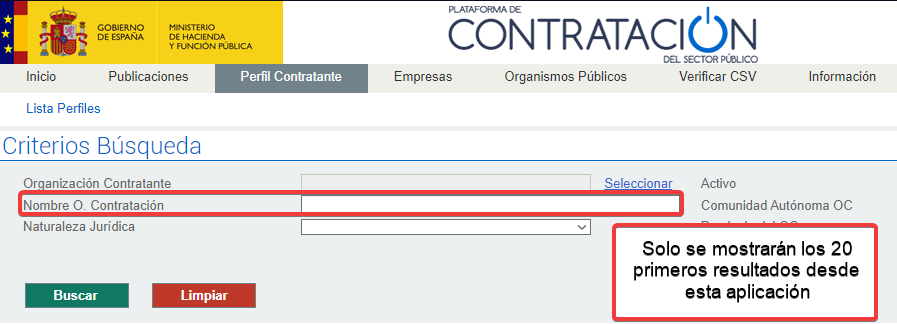 GOBIERNO
DE ESPAÑA
MINISTERIO
DE HACIENDA
Y FUNCIÓN PÚBLICA
PLATAFORMA DE
CONTRATACIÓN
DEL SECTOR PÚBLICO
Inicio Publicaciones Perfil Contratante Empresas Organismos Públicos Verificar CSV Información
Lista Perfiles
Criterios Búsqueda
Organización Contratante Seleccionar Activo
Nombre O. Contratación Comunidad Autónoma OC
Naturaleza Jurídica
Solo se mostrarán los 20
primeros resultados desde
esta aplicación
Buscar Limpiar